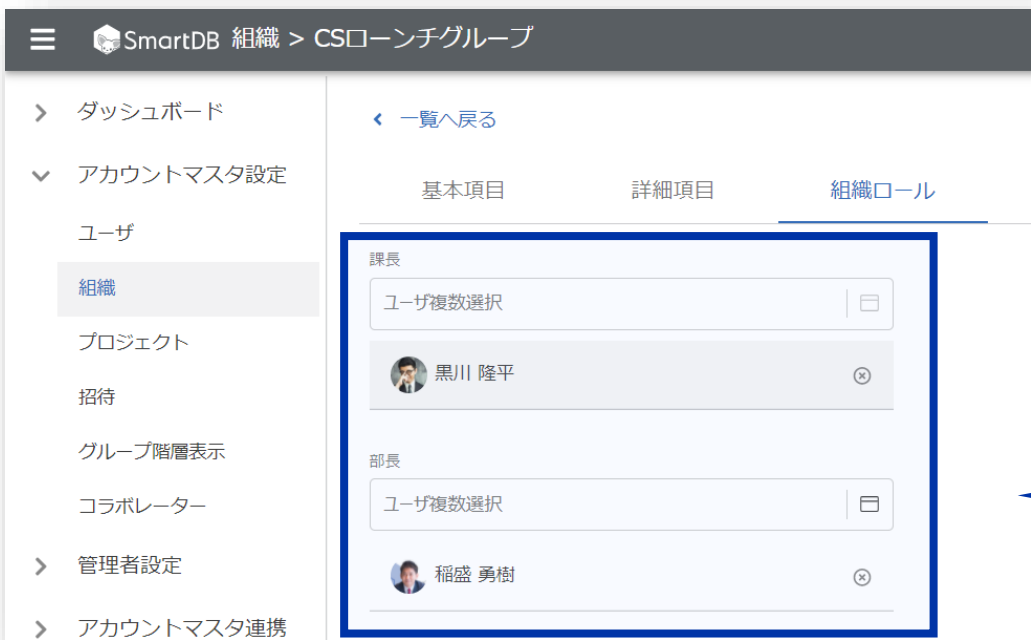 SmartDB 組織 > CSローンチグループ
ダッシュボード
アカウントマスタ設定
ユーザ
組織
プロジェクト
招待
グループ階層表示
コラボレーター
管理者設定
アカウントマスタ連携
一覧へ戻る
基本項目 詳細項目 組織ロール
課長
ユーザ複数選択
黒川 隆平
部長
ユーザ複数選択
稲盛 勇樹